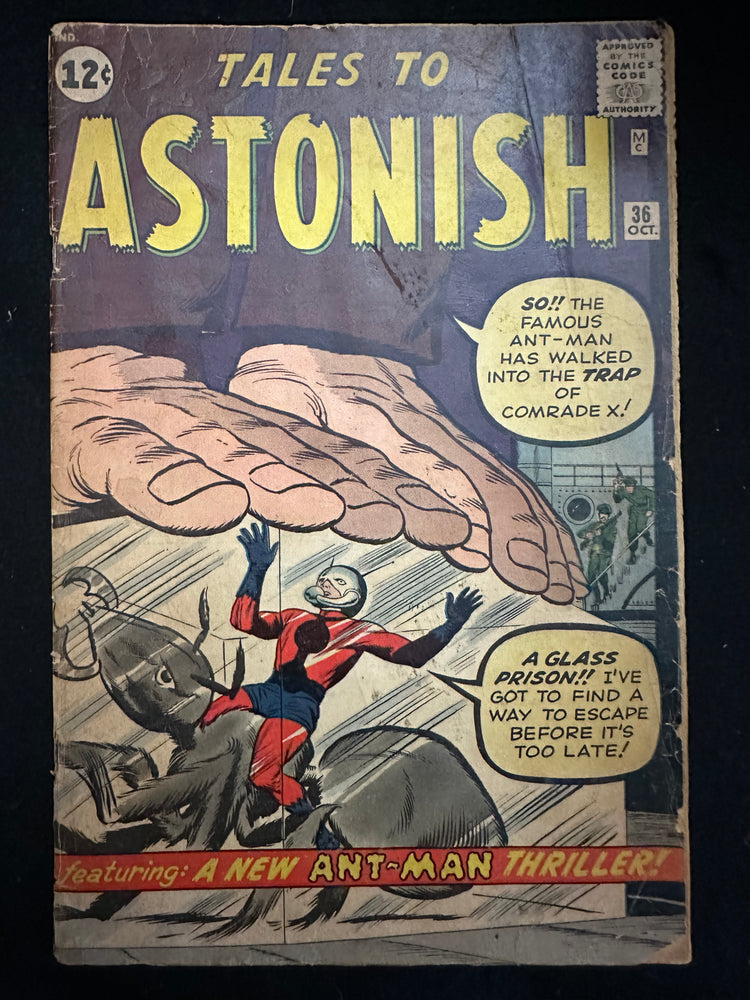 IND.
12¢
TALES TO
ASTONISH
APPROVED
BY THE
COMICS
CODE
AUTHORITY
M
C
36
OCT.
SO!! THE
FAMOUS
ANT-MAN
HAS WALKED
INTO THE TRAP
OF
COMRADE X!
A GLASS
PRISON!! I'VE
GOT TO FIND A
WAY TO ESCAPE
BEFORE IT'S
TOO LATE!
featuring: A NEW ANT-MAN THRILLER!